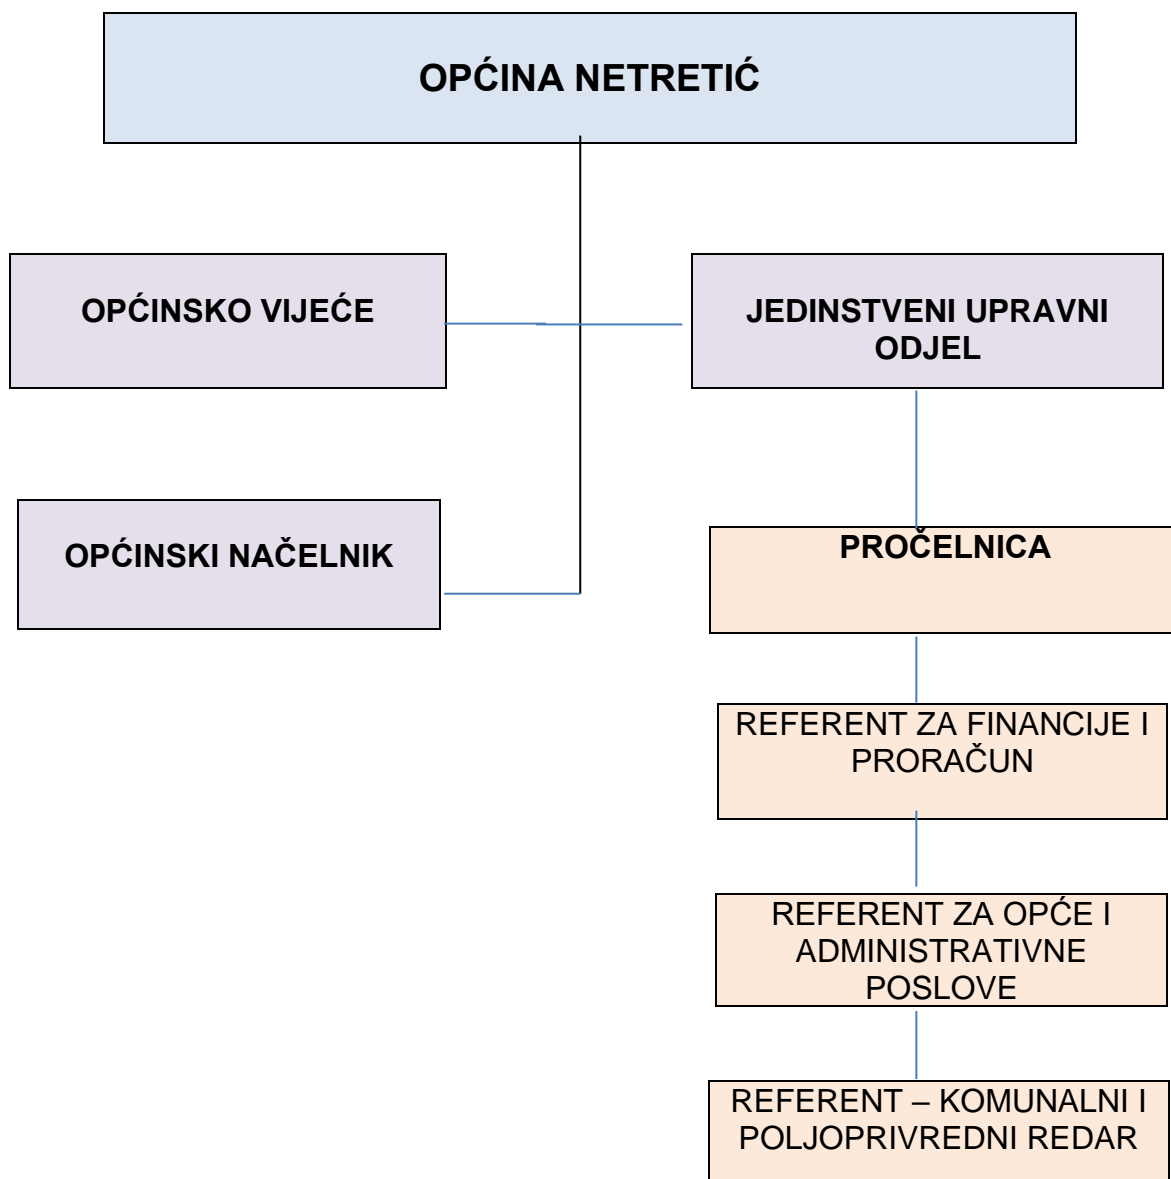 OPĆINA NETRETIĆ
OPĆINSKO VIJEĆE
JEDINSTVENI UPRAVNI
ODJEL
OPĆINSKI NAČELNIK
PROČELNICA
REFERENT ZA FINANCIJE I
PRORAČUN
REFERENT ZA OPĆE I
ADMINISTRATIVNE
POSLOVE
REFERENT – KOMUNALNI I
POLJOPRIVREDNI REDAR